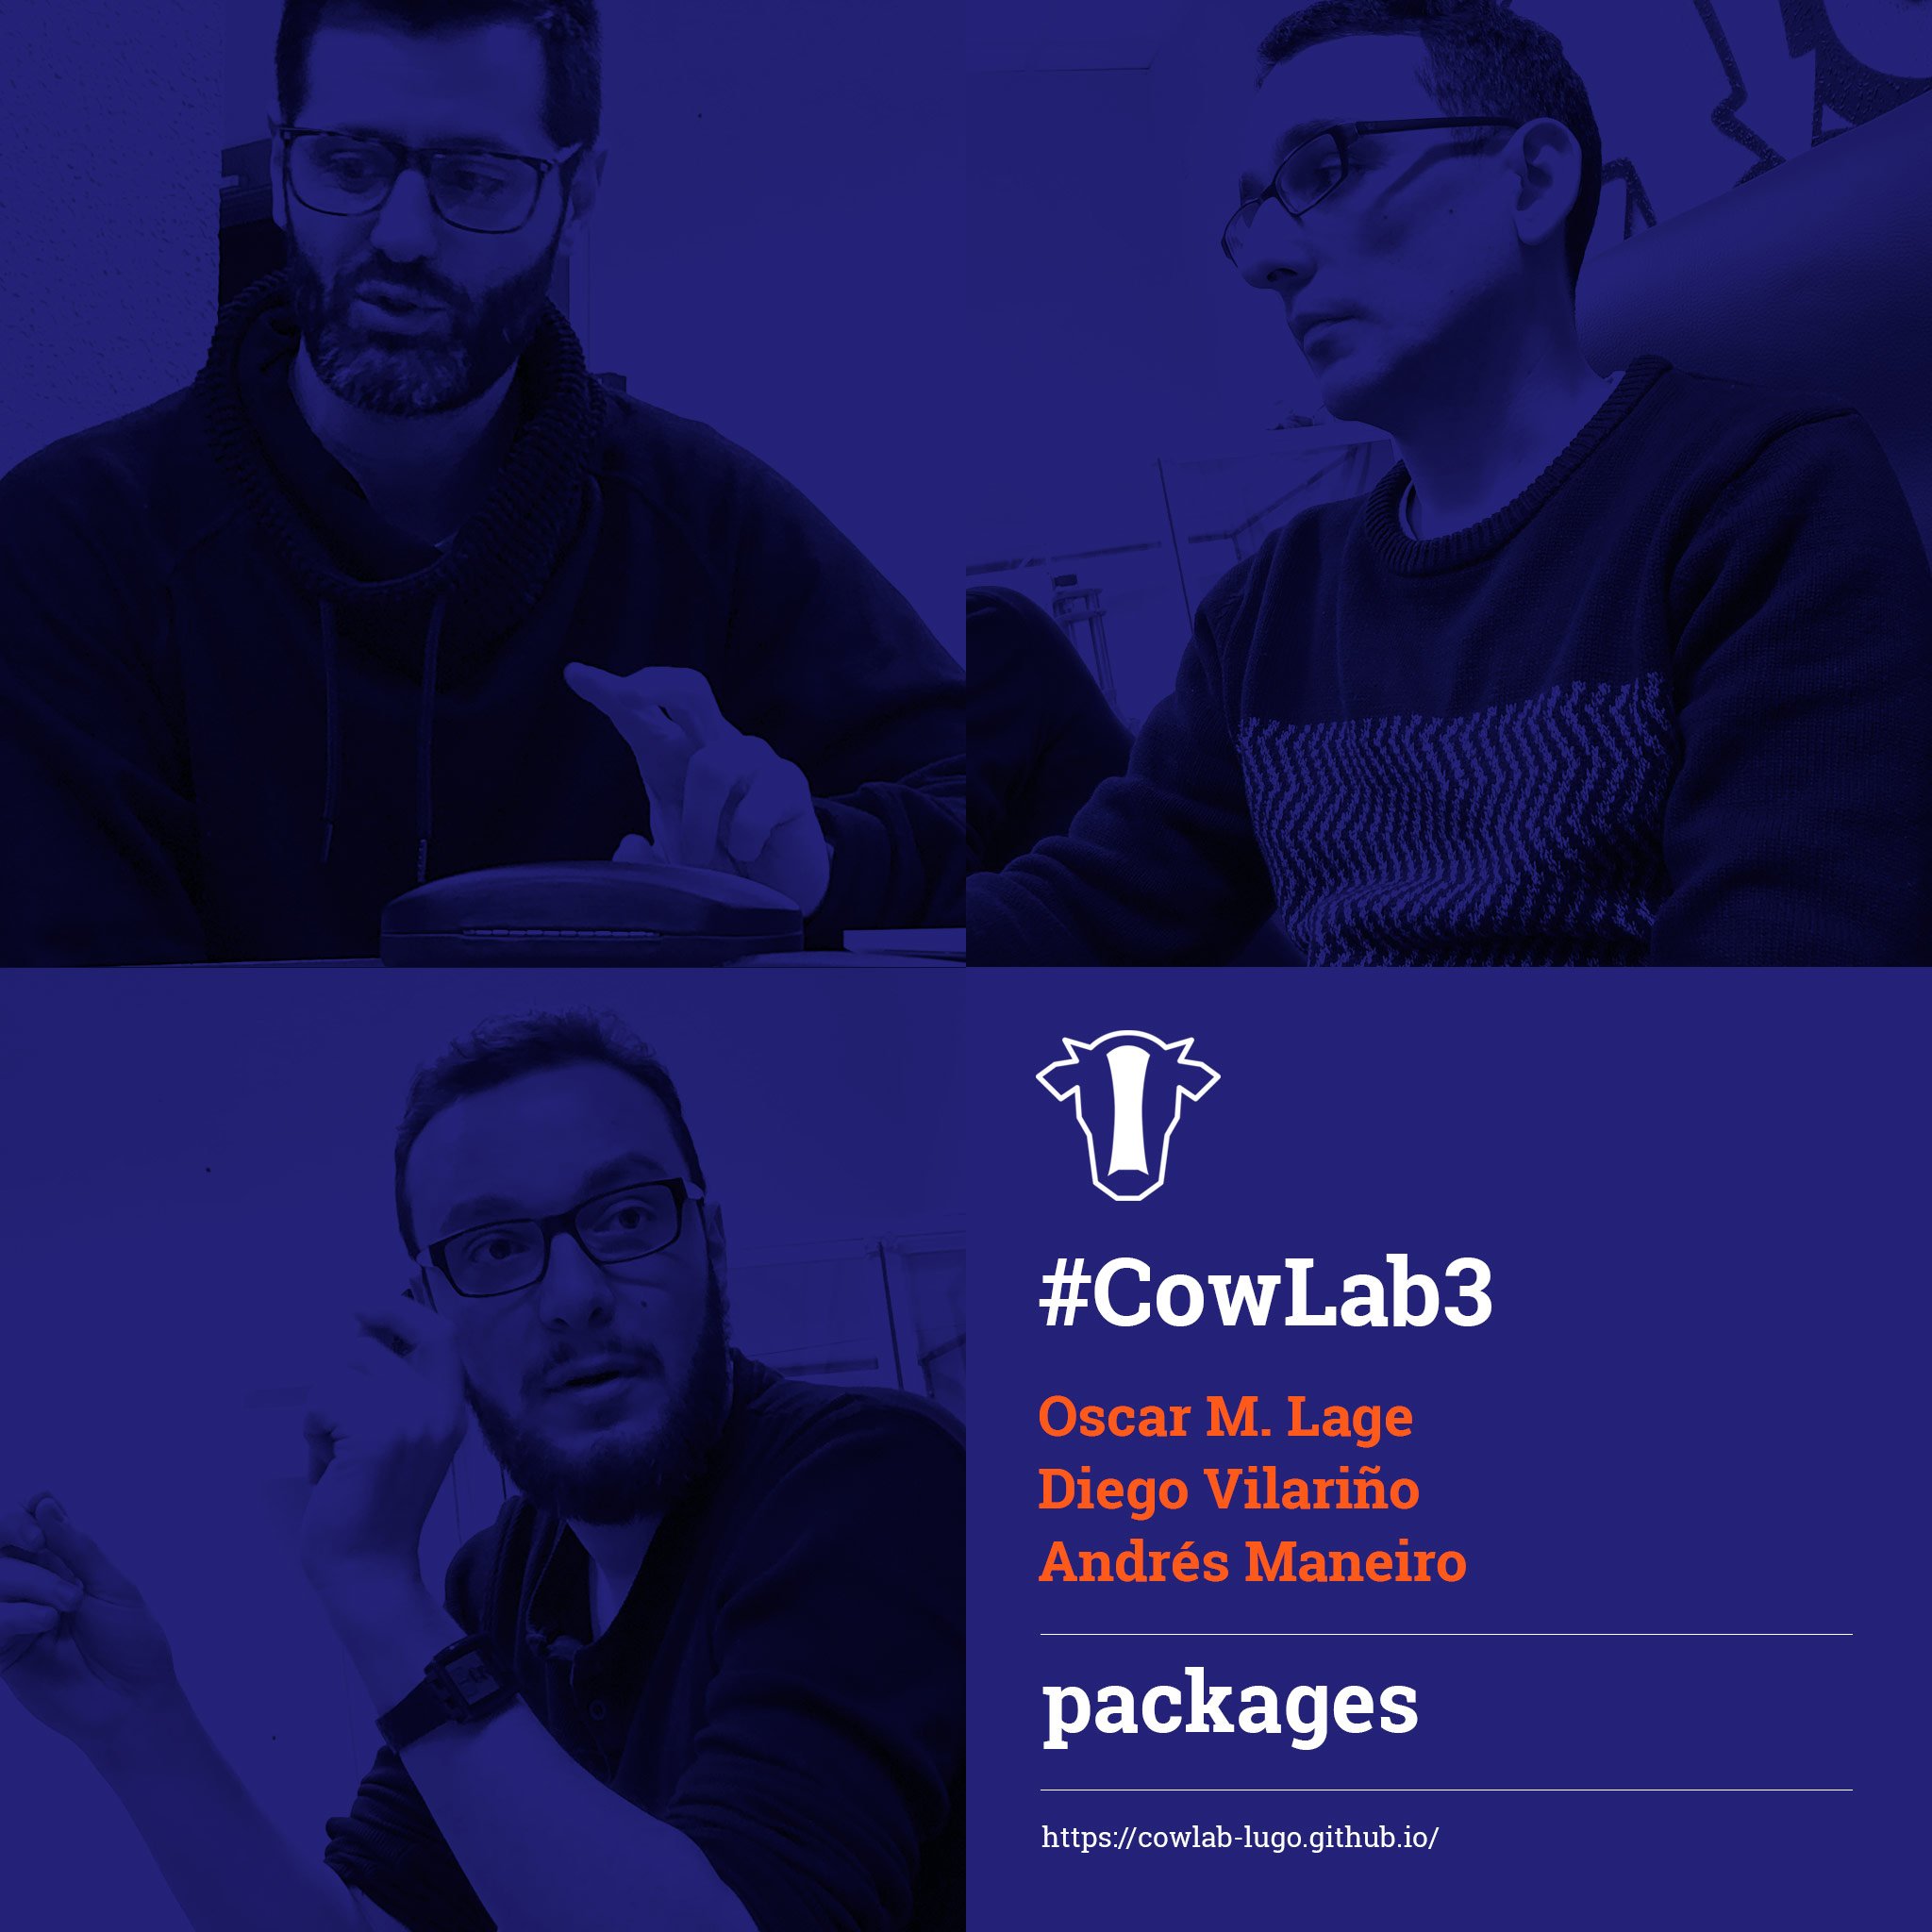 #CowLab3
Oscar M. Lage
Diego Vilariño
Andrés Maneiro
packages
https://cowlab-lugo.github.io/